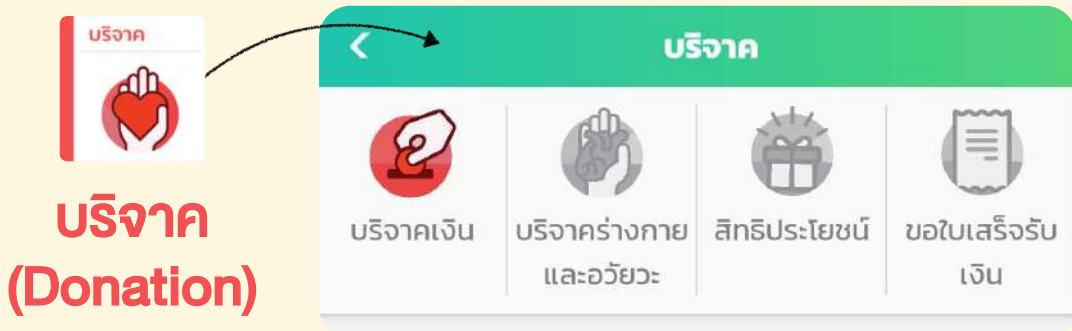 บริจาค
บริจาค
(Donation)
บริจาค
บริจาคเงิน
บริจาคร่างกาย
และอวัยวะ
สิทธิประโยชน์
ขอใบเสร็จรับ
เงิน